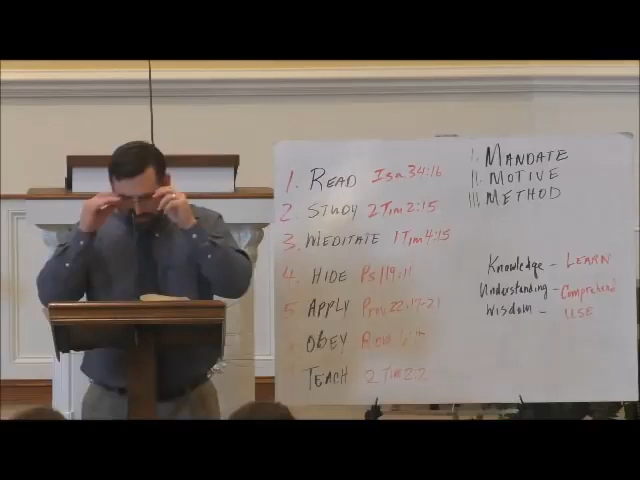 1. READ Isa 34:16
2. STUDY 2 Tim 2:15
3. MEDITATE 1 Tim 4:15
4. HIDE Ps 119:11
5 APPLY Prov 22:17-21
OBEY Rom
TEACH 2 Tim 2:2
I. MANDATE
II. MOTIVE
III. METHOD
Knowledge - LEARN
Understanding - Comprehend
Wisdom - USE